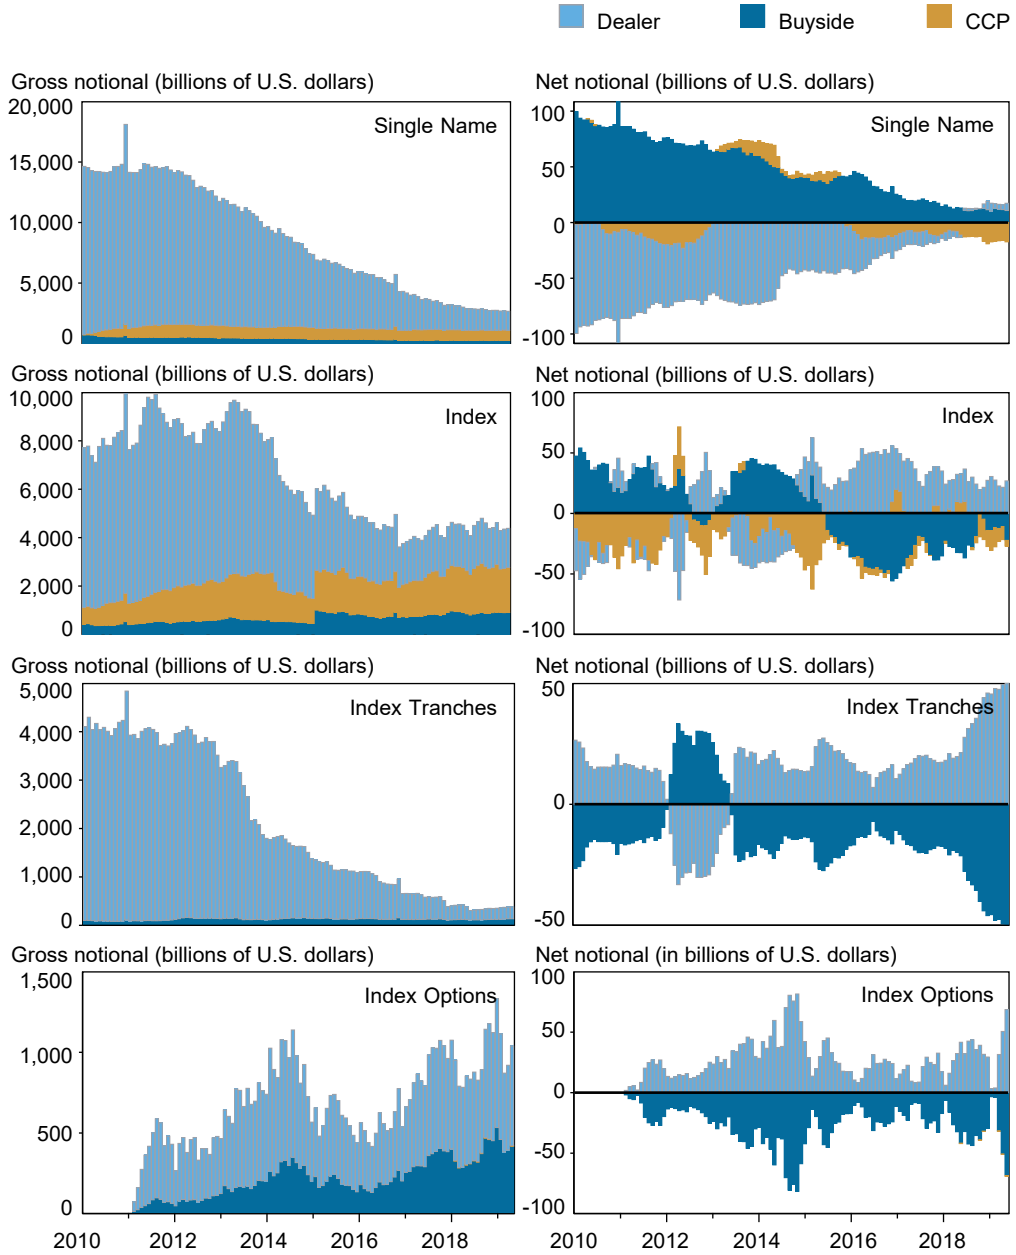 Dealer Buyside CCP
Gross notional (billions of U.S. dollars)
20,000
15,000
10,000
5,000
0
Single Name
Net notional (billions of U.S. dollars)
100
50
0
-50
-100
Single Name
Gross notional (billions of U.S. dollars)
10,000
8,000
6,000
4,000
2,000
0
Index
Net notional (billions of U.S. dollars)
100
50
0
-50
-100
Index
Gross notional (billions of U.S. dollars)
5,000
4,000
3,000
2,000
1,000
0
Index Tranches
Net notional (billions of U.S. dollars)
50
0
-50
Index Tranches
Gross notional (billions of U.S. dollars)
1,500
1,000
500
0
Index Options
2010 2012 2014 2016 2018
Net notional (in billions of U.S. dollars)
100
50
0
-50
-100
Index Options
2010 2012 2014 2016 2018